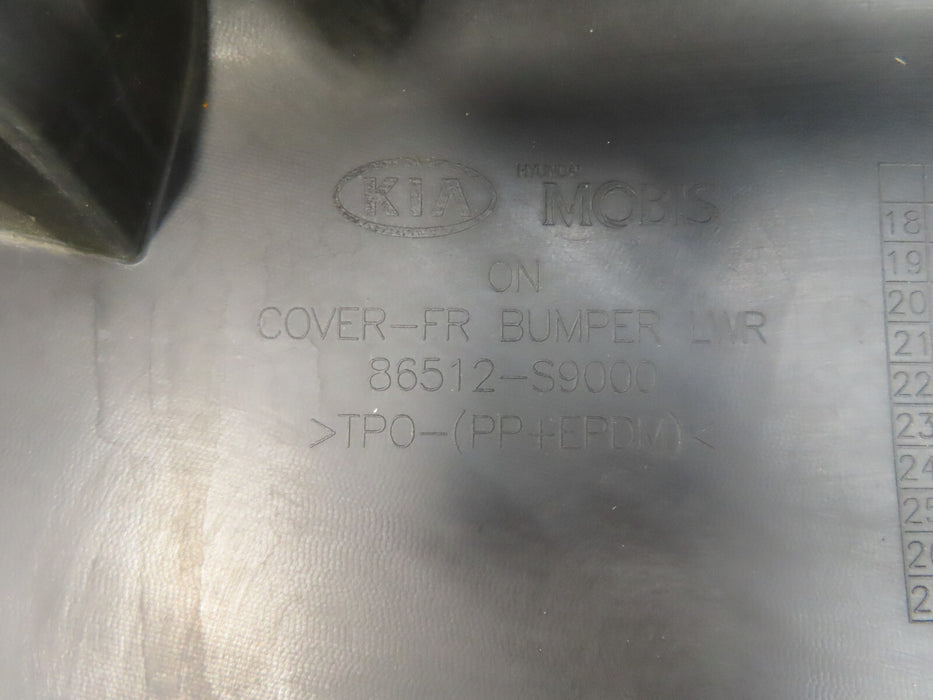 KIA HYUNDAI MOBIS
ON
COVER-FR BUMPER LWR
86512-S9000
>TPO-(PP+EPDM)<
18
19
20
21
22
23
24
25